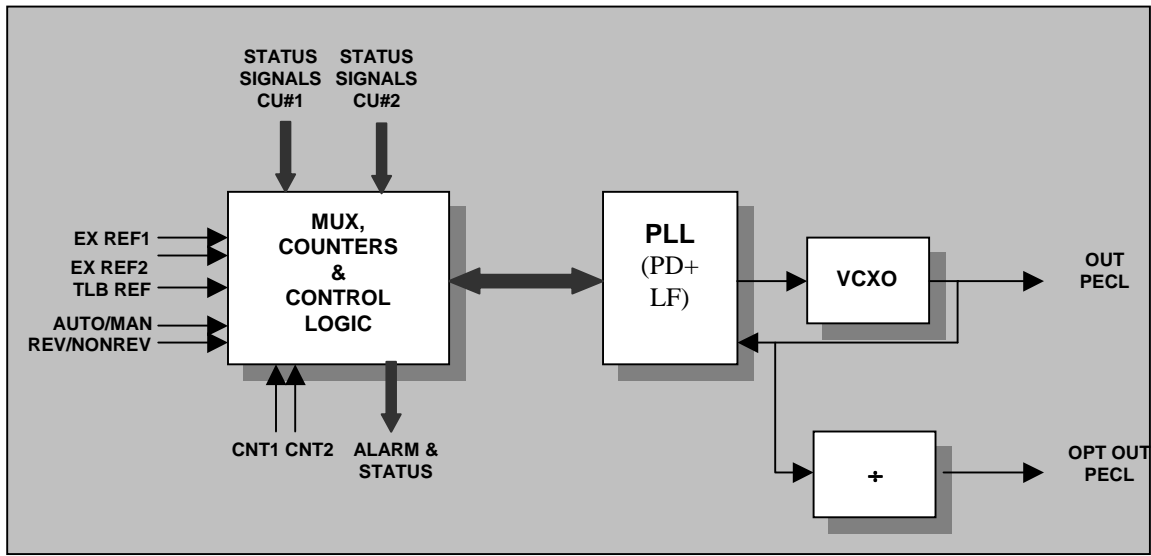 STATUS
SIGNALS
CU#1
STATUS
SIGNALS
CU#2
EX REF1
EX REF2
TLB REF
AUTO/MAN
REV/NONREV
MUX,
COUNTERS
&
CONTROL
LOGIC
PLL
(PD+
LF)
VCXO
OUT
PECL
CNT1 CNT2
ALARM &
STATUS
÷
OPT OUT
PECL